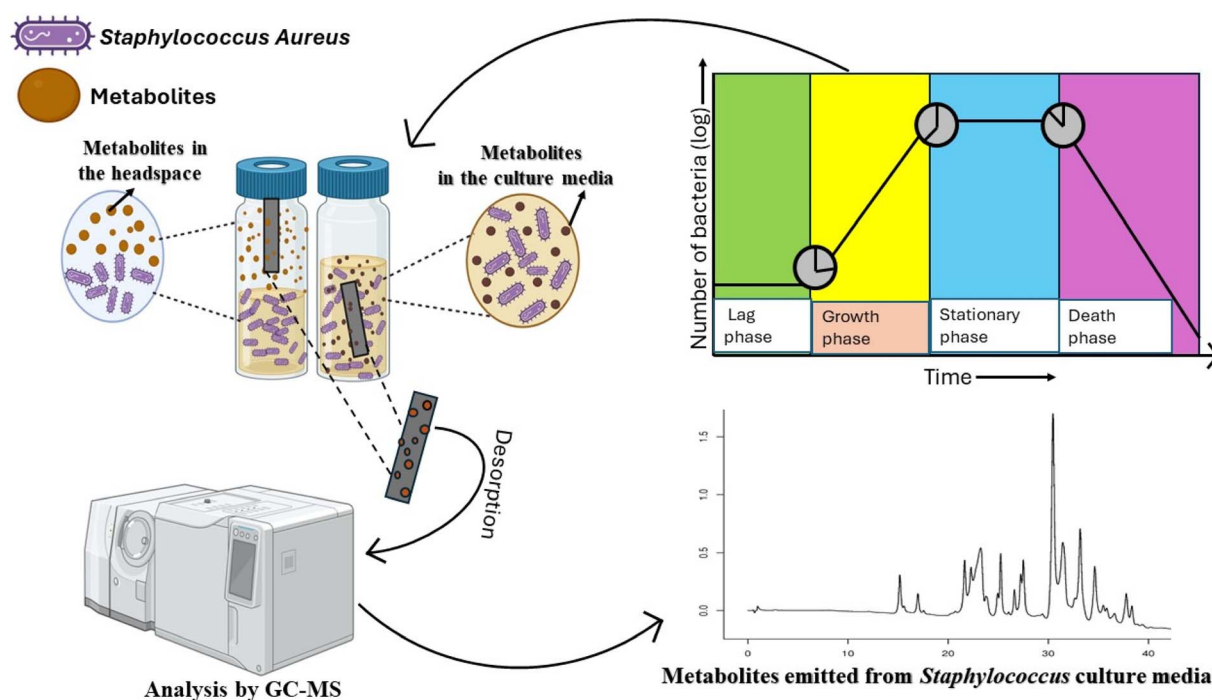 Staphylococcus Aureus
Metabolites
Metabolites in
the headspace
Metabolites
in the culture media
Desorption
Analysis by GC-MS
Number of bacteria (log)
Lag
phase
Growth
phase
Stationary
phase
Death
phase
Time
1.5
1.0
0.5
0.0
0
10
20
30
40
Metabolites emitted from Staphylococcus culture media